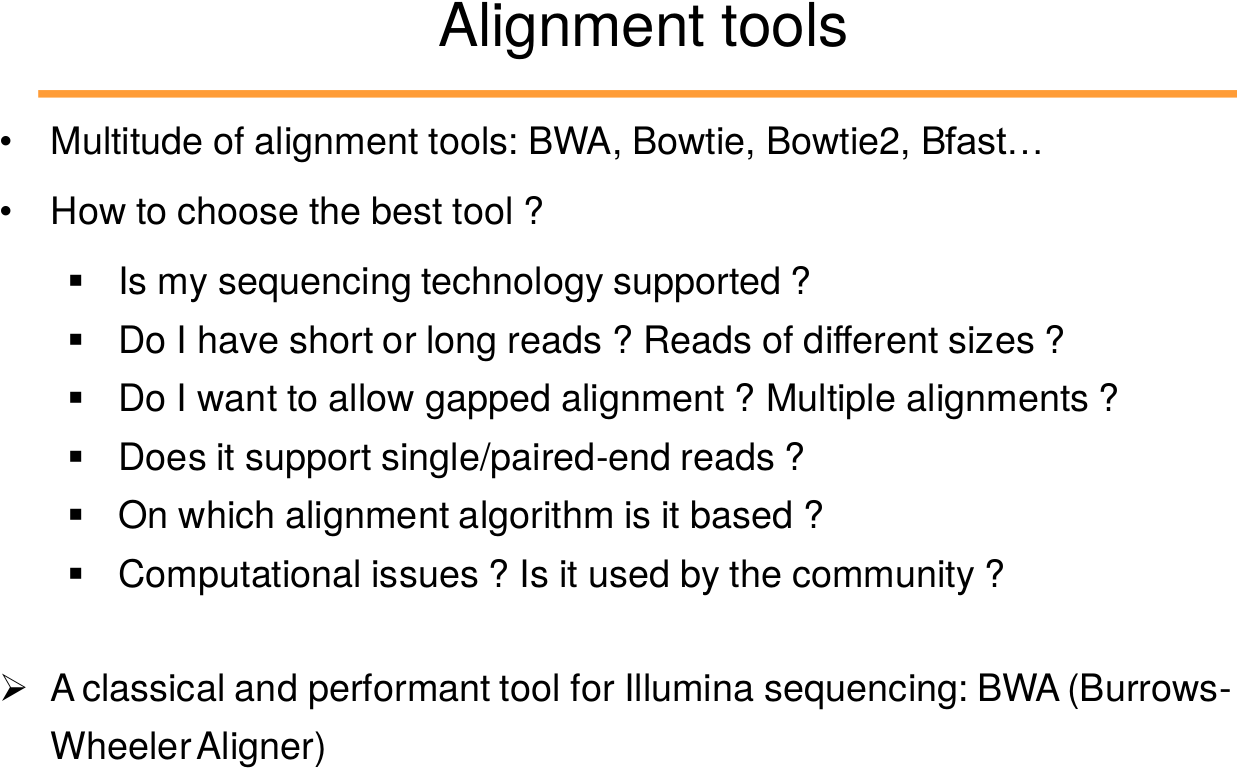 Alignment tools
• Multitude of alignment tools: BWA, Bowtie, Bowtie2, Bfast…
• How to choose the best tool ?
▪ Is my sequencing technology supported ?
▪ Do I have short or long reads ? Reads of different sizes ?
▪ Do I want to allow gapped alignment ? Multiple alignments ?
▪ Does it support single/paired-end reads ?
▪ On which alignment algorithm is it based ?
▪ Computational issues ? Is it used by the community ?
➢ A classical and performant tool for Illumina sequencing: BWA (Burrows-
Wheeler Aligner)